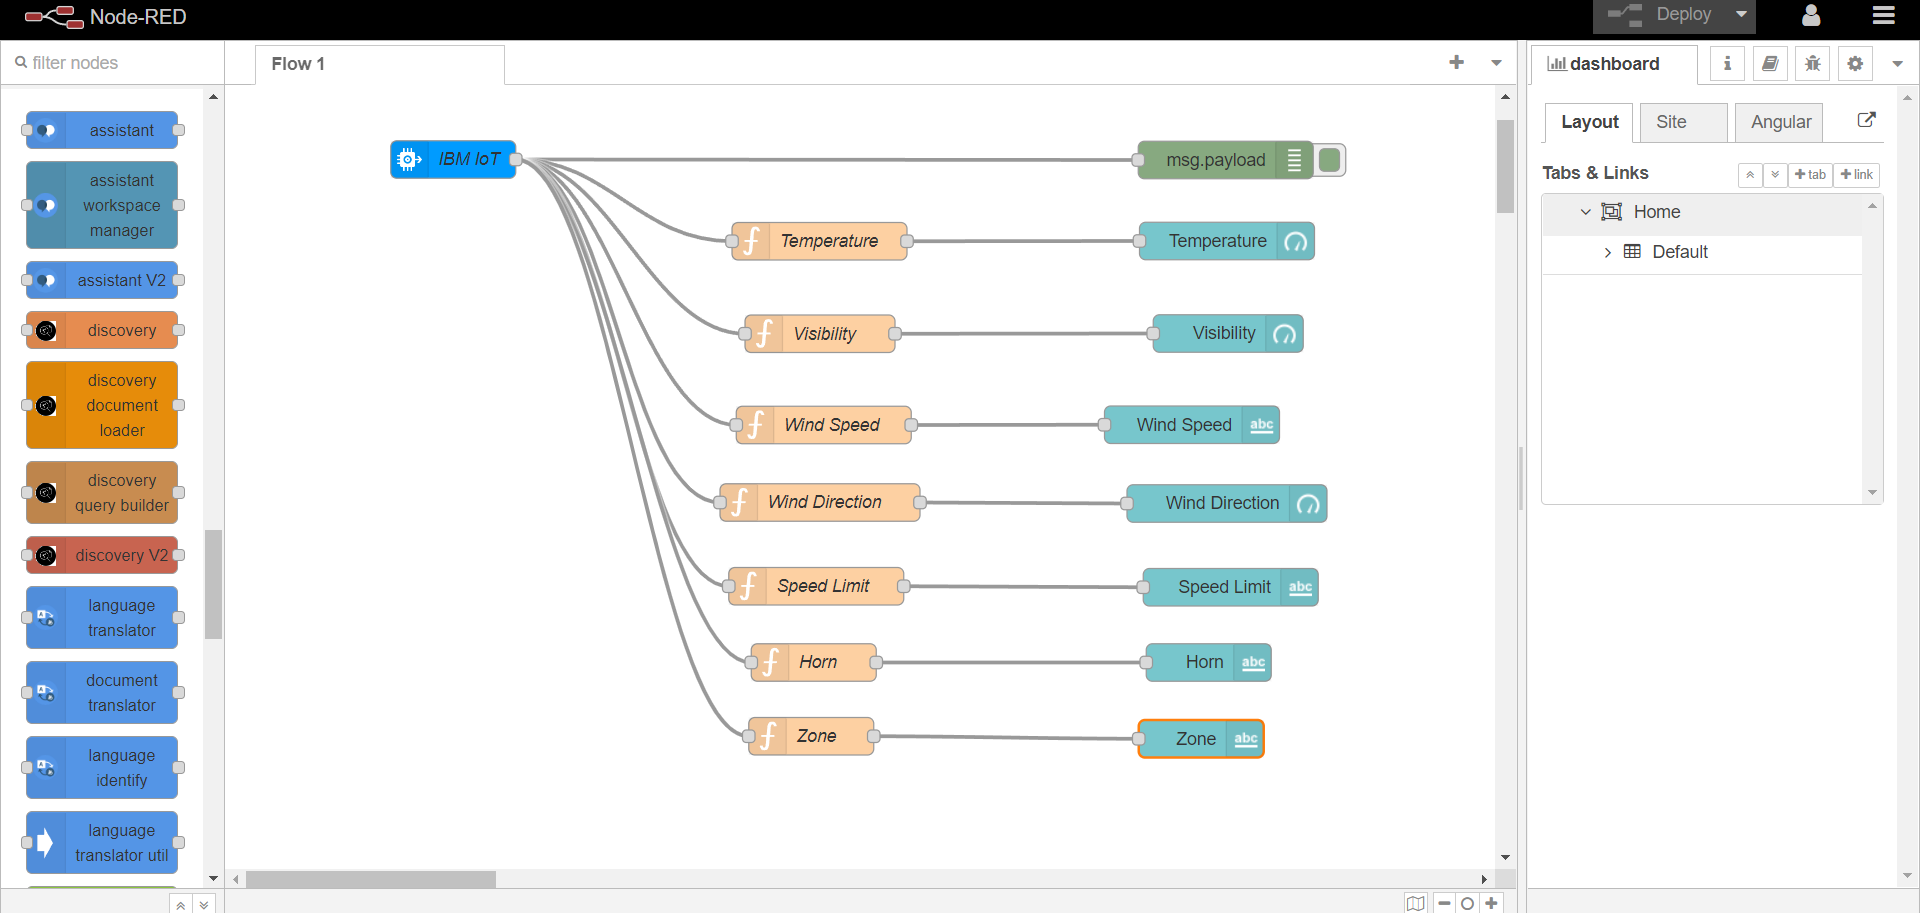 Node-RED
Deploy
filter nodes
Flow 1
dashboard
i
assistant
assistant
workspace
manager
assistant V2
discovery
discovery
document
loader
discovery
query builder
discovery V2
language
translator
document
translator
language
identify
language
translator util
IBM IoT
msg.payload
Temperature
Temperature
Visibility
Visibility
Wind Speed
Wind Speed
abc
Wind Direction
Wind Direction
Speed Limit
Speed Limit
abc
Horn
Horn
abc
Zone
Zone
abc
Layout
Site
Angular
Tabs & Links
+ tab
+ link
Home
Default